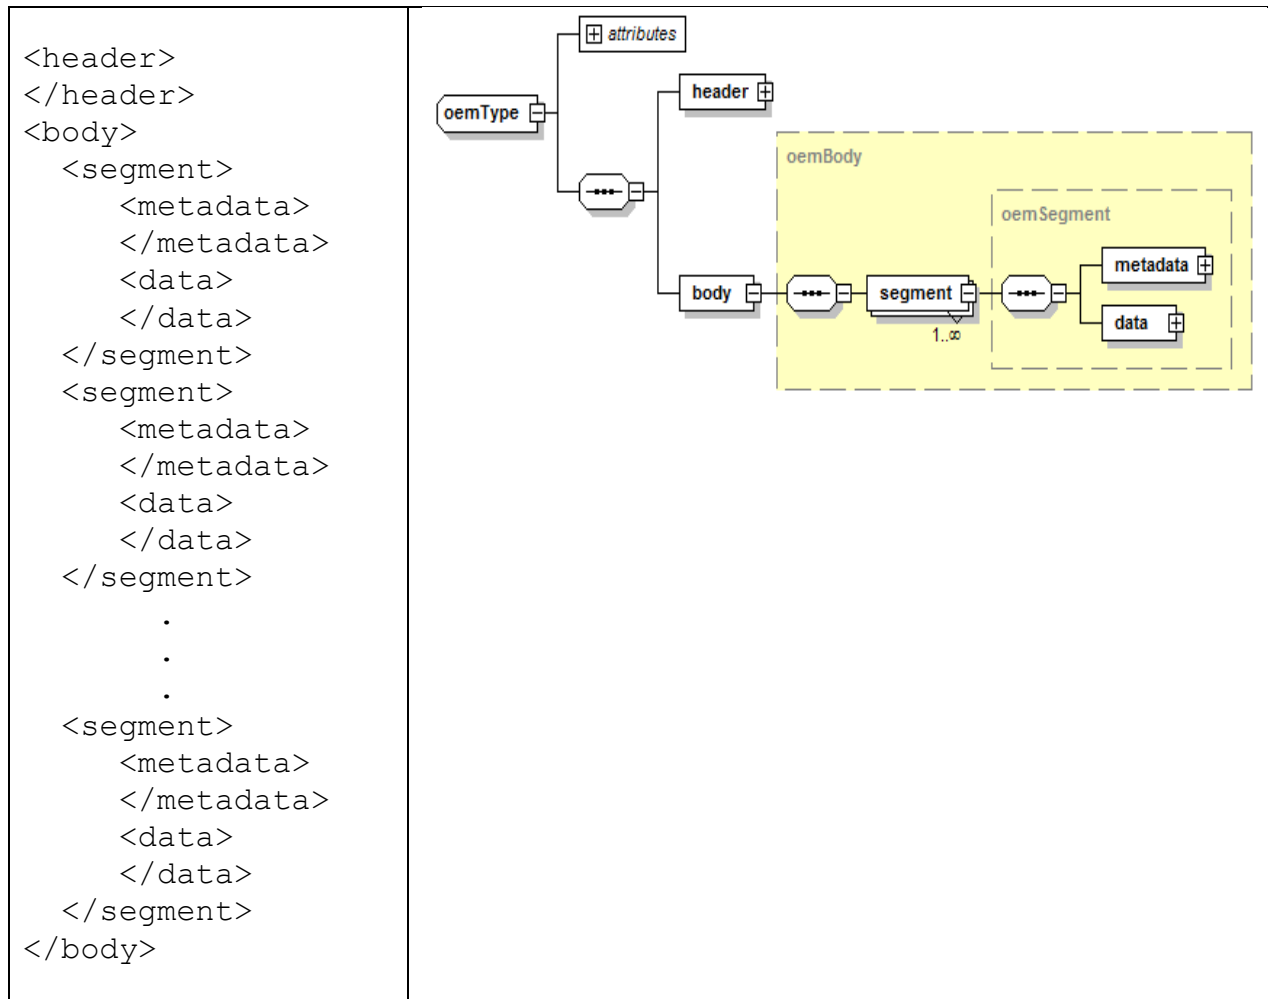 <header>
</header>
<body>
<segment>
<metadata>
</metadata>
<data>
</data>
</segment>
<segment>
<metadata>
</metadata>
<data>
</data>
</segment>
.
.
.
<segment>
<metadata>
</metadata>
<data>
</data>
</segment>
</body>
attributes
header
oemType
oemBody
oemSegment
metadata
body
segment
data
1..∞